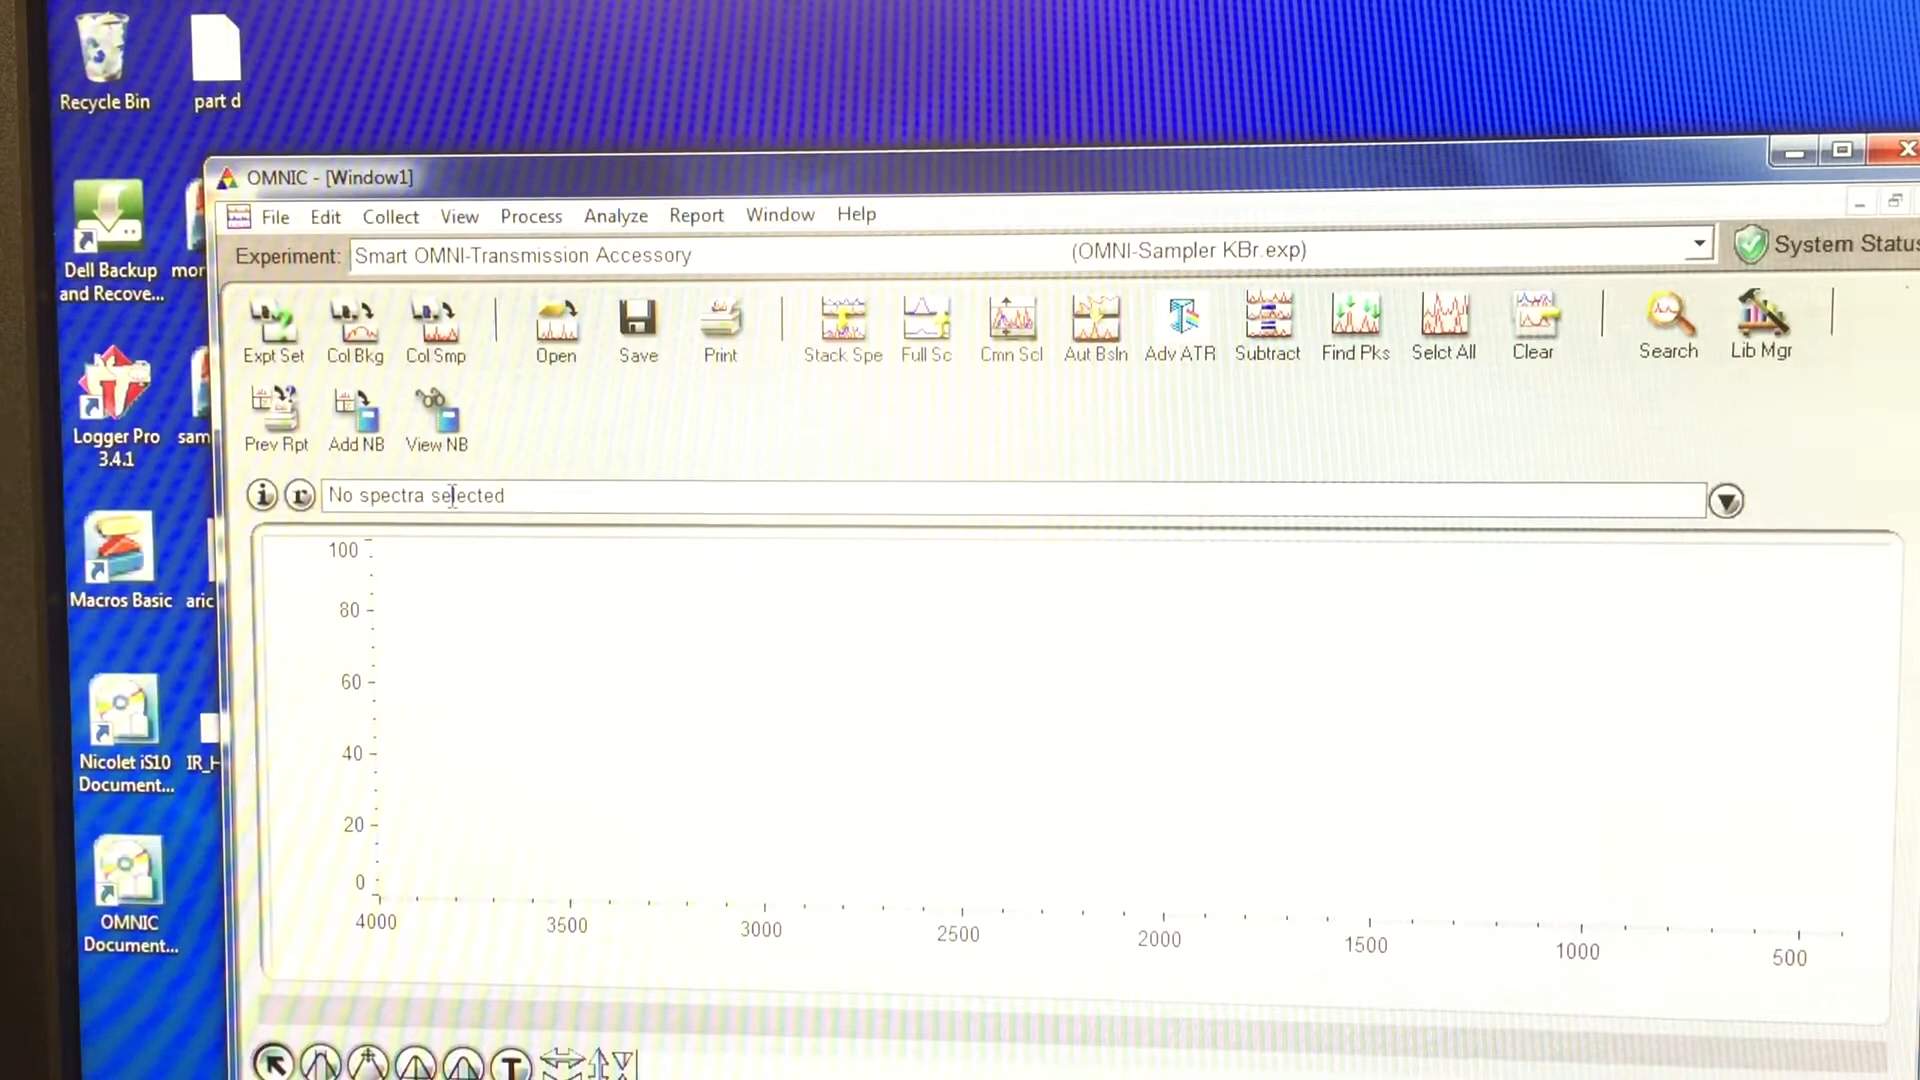 Recycle Bin
part d
OMNIC - [Window1]
File Edit Collect View Process Analyze Report Window Help
Experiment: Smart OMNI-Transmission Accessory (OMNI-Sampler KBr.exp) System Status
Expt Set Col Bkg Col Smp Open Save Print Stack Spe Full Sc Cmn Scl Aut Bsln Adv ATR Subtract Find Pks Selct All Clear Search Lib Mgr
Prev Rpt Add NB View NB
No spectra selected
100
80
60
40
20
0
4000 3500 3000 2500 2000 1500 1000 500
Dell Backup
and Recove...
mor
Logger Pro
3.4.1
sam
Macros Basic
aric
Nicolet iS10
Document...
IR_H
OMNIC
Document...
T